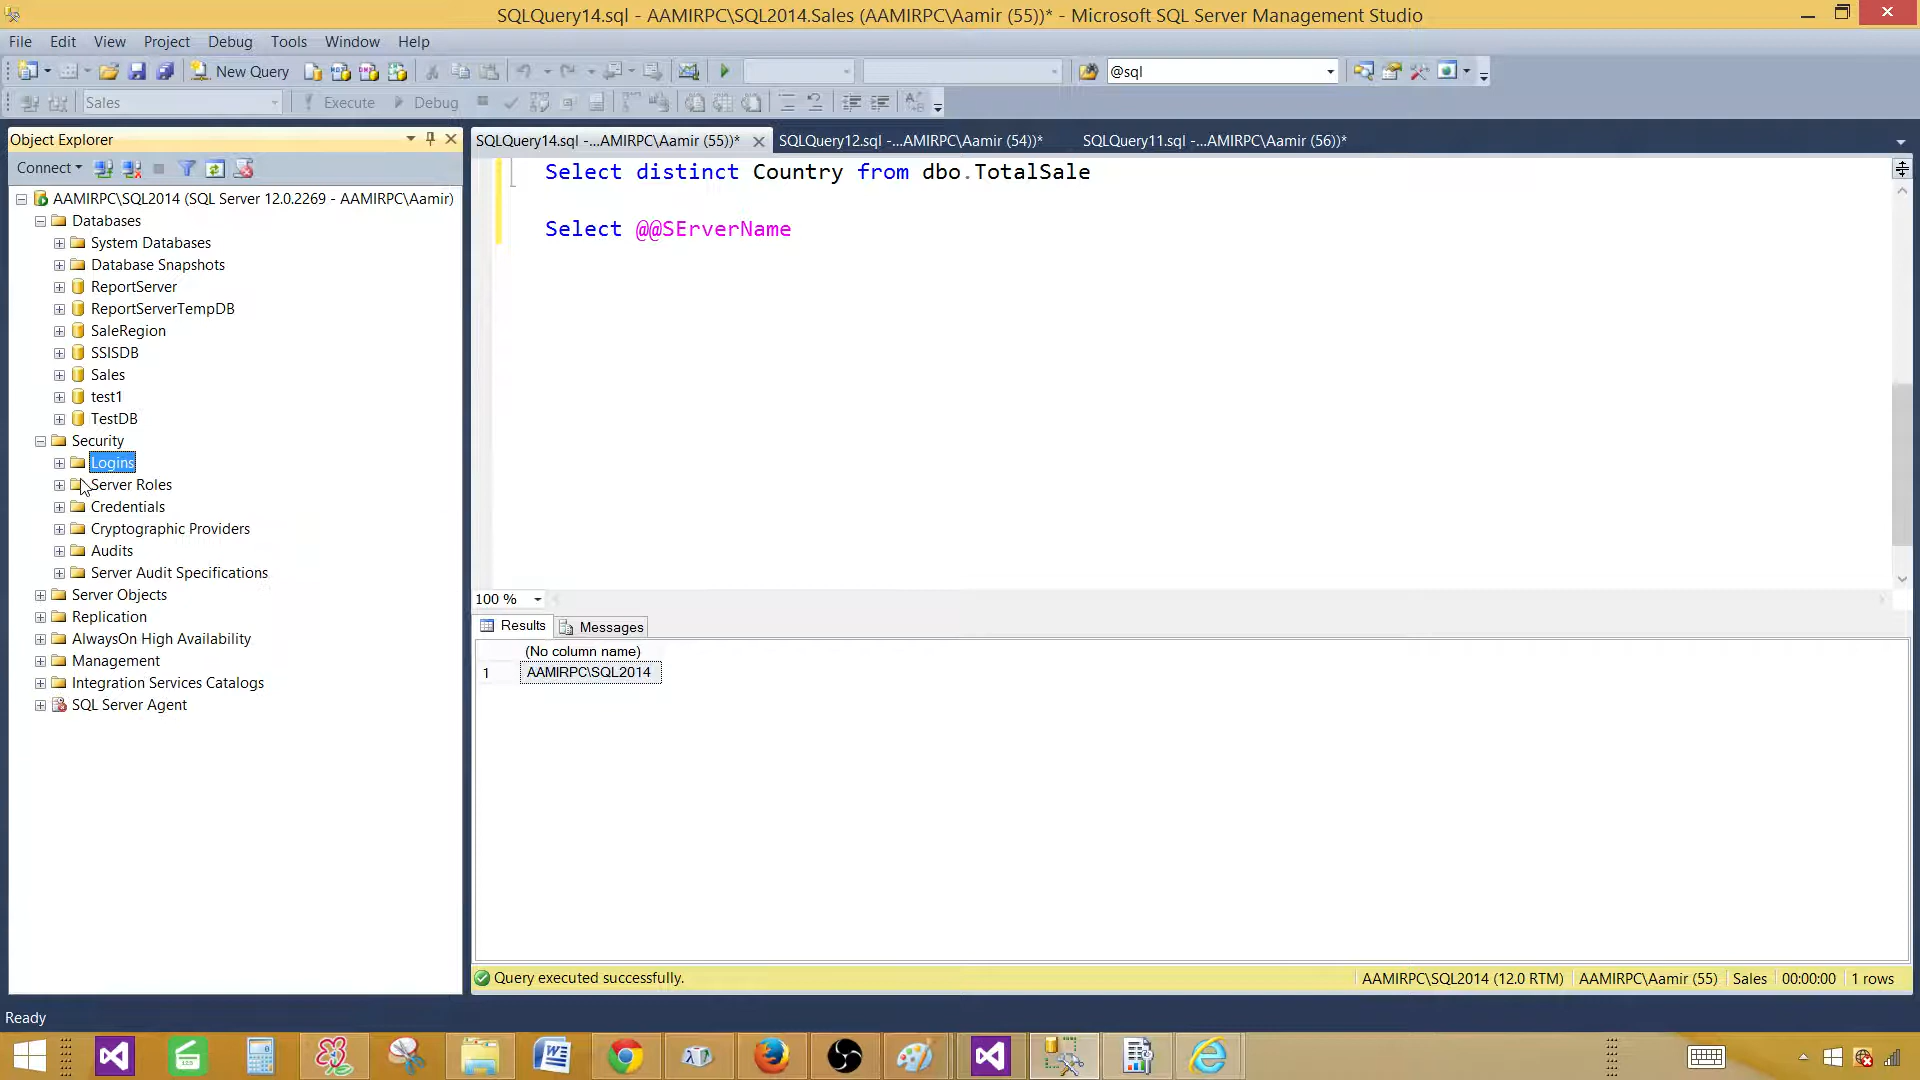 SQLQuery14.sql - AAMIRPC\SQL2014.Sales (AAMIRPC\Aamir (55))* - Microsoft SQL Server Management Studio
File Edit View Project Debug Tools Window Help
New Query @sql
Sales Execute Debug
Object Explorer
SQLQuery14.sql -...AMIRPC\Aamir (55))* SQLQuery12.sql -...AMIRPC\Aamir (54))* SQLQuery11.sql -...AMIRPC\Aamir (56))*
Connect
Select distinct Country from dbo.TotalSale
Select @@SErverName
AAMIRPC\SQL2014 (SQL Server 12.0.2269 - AAMIRPC\Aamir)
Databases
System Databases
Database Snapshots
ReportServer
ReportServerTempDB
SaleRegion
SSISDB
Sales
test1
TestDB
Security
Logins
Server Roles
Credentials
Cryptographic Providers
Audits
Server Audit Specifications
Server Objects
Replication
AlwaysOn High Availability
Management
Integration Services Catalogs
SQL Server Agent
100 %
Results Messages
(No column name)
1 AAMIRPC\SQL2014
Query executed successfully. AAMIRPC\SQL2014 (12.0 RTM) AAMIRPC\Aamir (55) Sales 00:00:00 1 rows
Ready